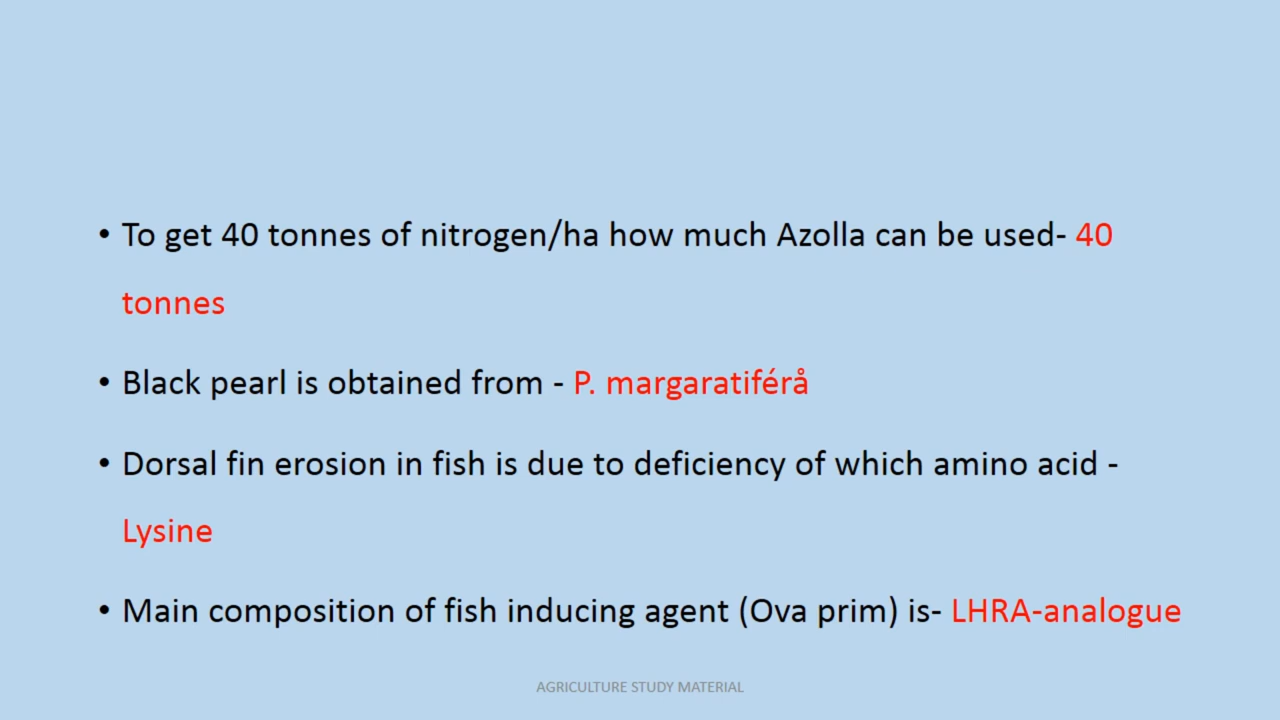 • To get 40 tonnes of nitrogen/ha how much Azolla can be used- 40
tonnes
• Black pearl is obtained from - P. margaratiférå
• Dorsal fin erosion in fish is due to deficiency of which amino acid -
Lysine
• Main composition of fish inducing agent (Ova prim) is- LHRA-analogue
AGRICULTURE STUDY MATERIAL